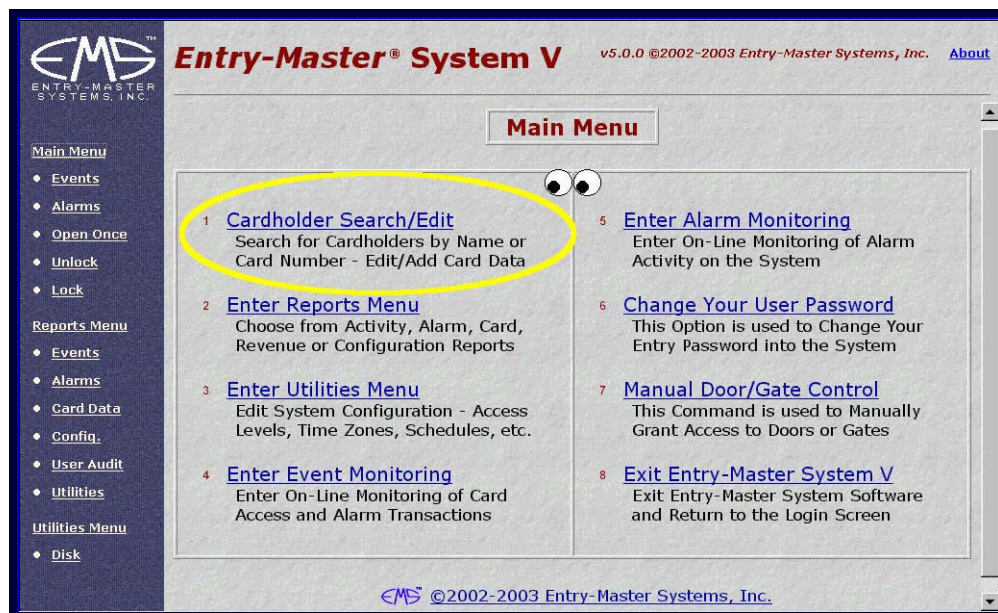 EMS™
ENTRY-MASTER
SYSTEMS, INC.
Entry-Master® System V
v5.0.0 ©2002-2003 Entry-Master Systems, Inc.
About
Main Menu
Events
Alarms
Open Once
Unlock
Lock
Reports Menu
Events
Alarms
Card Data
Config.
User Audit
Utilities
Utilities Menu
Disk
Main Menu
1 Cardholder Search/Edit
Search for Cardholders by Name or
Card Number - Edit/Add Card Data
2 Enter Reports Menu
Choose from Activity, Alarm, Card,
Revenue or Configuration Reports
3 Enter Utilities Menu
Edit System Configuration - Access
Levels, Time Zones, Schedules, etc.
4 Enter Event Monitoring
Enter On-Line Monitoring of Card
Access and Alarm Transactions
5 Enter Alarm Monitoring
Enter On-Line Monitoring of Alarm
Activity on the System
6 Change Your User Password
This Option is used to Change Your
Entry Password into the System
7 Manual Door/Gate Control
This Command is used to Manually
Grant Access to Doors or Gates
8 Exit Entry-Master System V
Exit Entry-Master System Software
and Return to the Login Screen
EMS ©2002-2003 Entry-Master Systems, Inc.